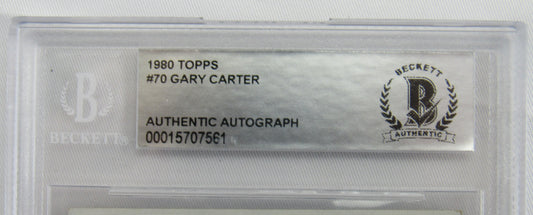 1980 TOPPS
#70 GARY CARTER
AUTHENTIC AUTOGRAPH
00015707561
BECKETT
B
AUTHENTIC
B
BECKETT